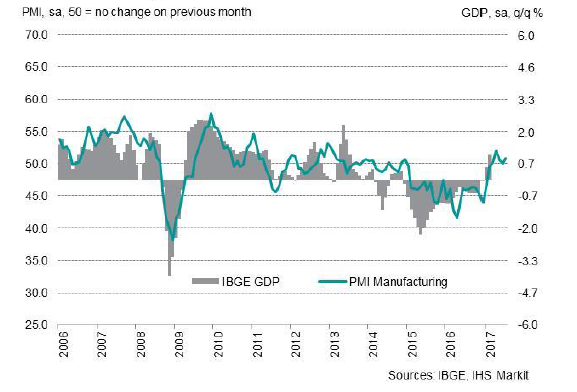 PMI, sa, 50 = no change on previous month GDP, sa, q/q %
70.0 6.0
65.0 4.6
60.0 3.3
55.0 2.0
50.0 0.7
45.0 -0.7
40.0 -2.0
35.0 -3.3
IBGE GDP PMI Manufacturing
30.0 -4.7
25.0 -6.0
2006 2007 2008 2009 2010 2011 2012 2013 2014 2015 2016 2017
Sources: IBGE, IHS Markit